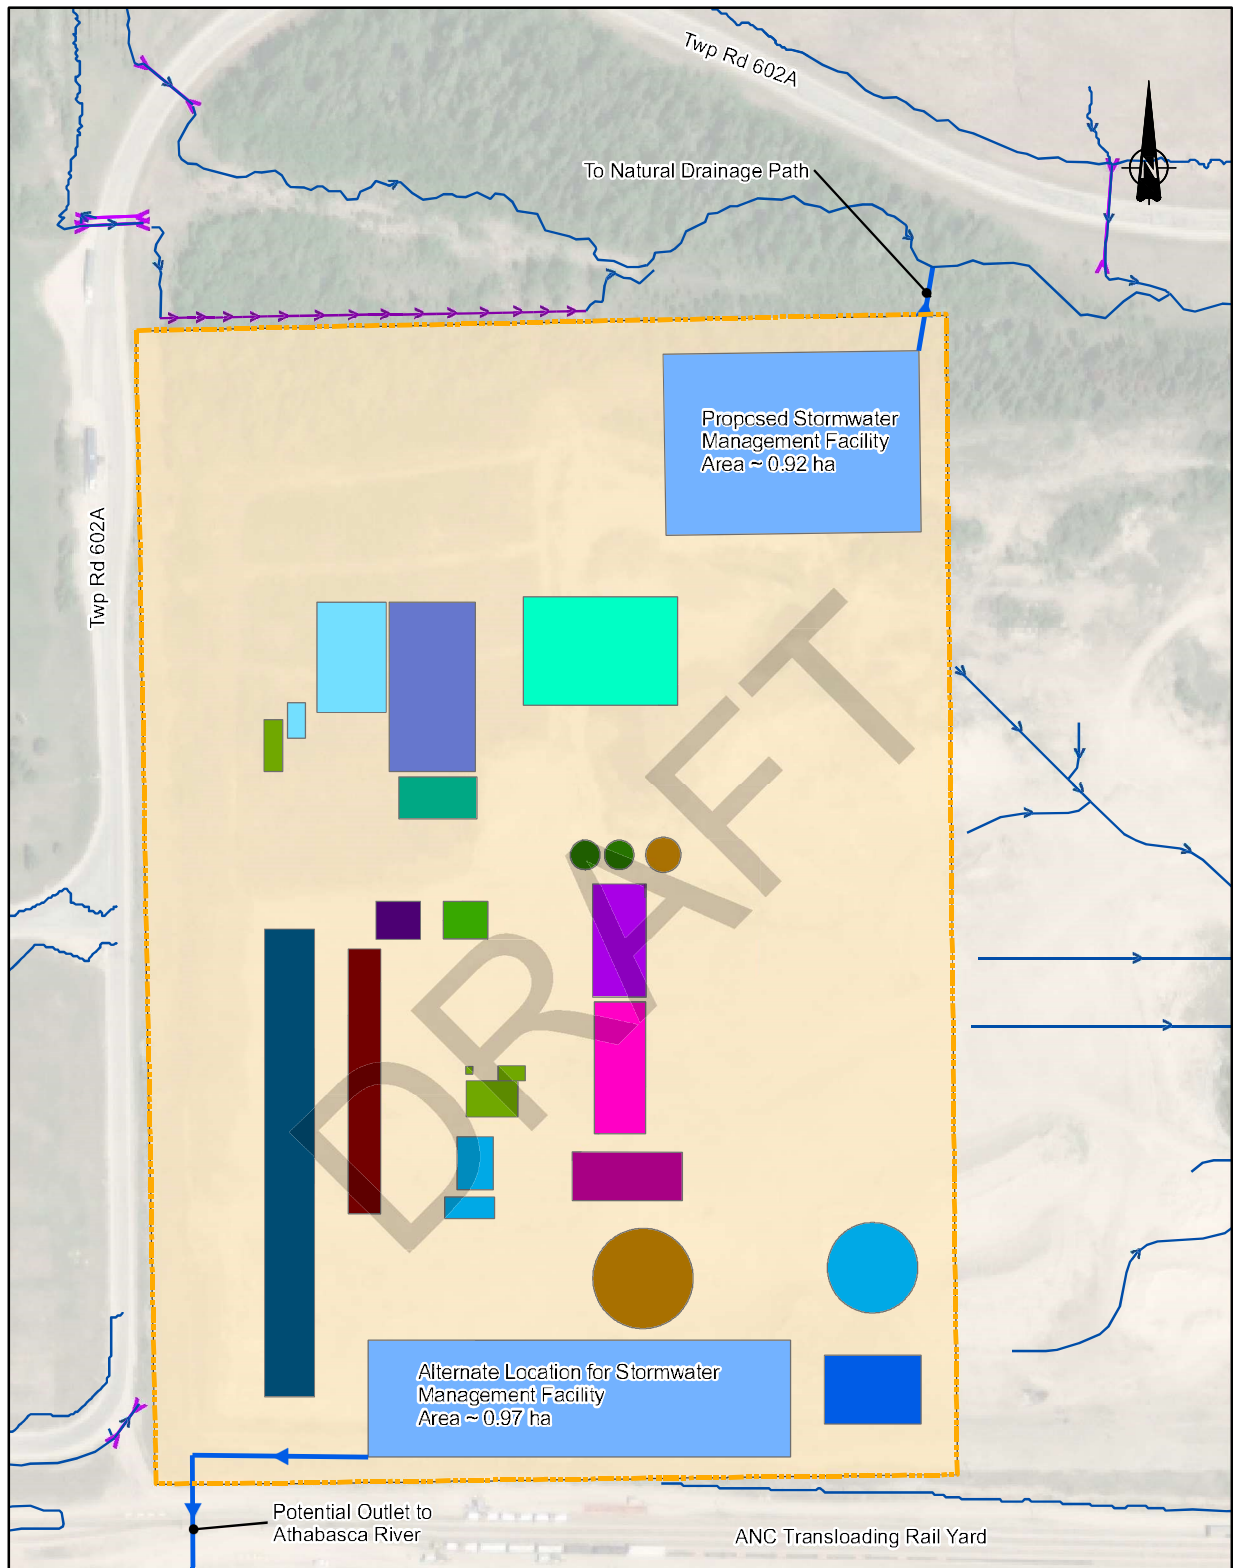 Twp Rd 602A
To Natural Drainage Path
N
Proposed Stormwater
Management Facility
Area ~ 0.92 ha
Twp Rd 602A
DRAFT
Alternate Location for Stormwater
Management Facility
Area ~ 0.97 ha
Potential Outlet to
Athabasca River
ANC Transloading Rail Yard